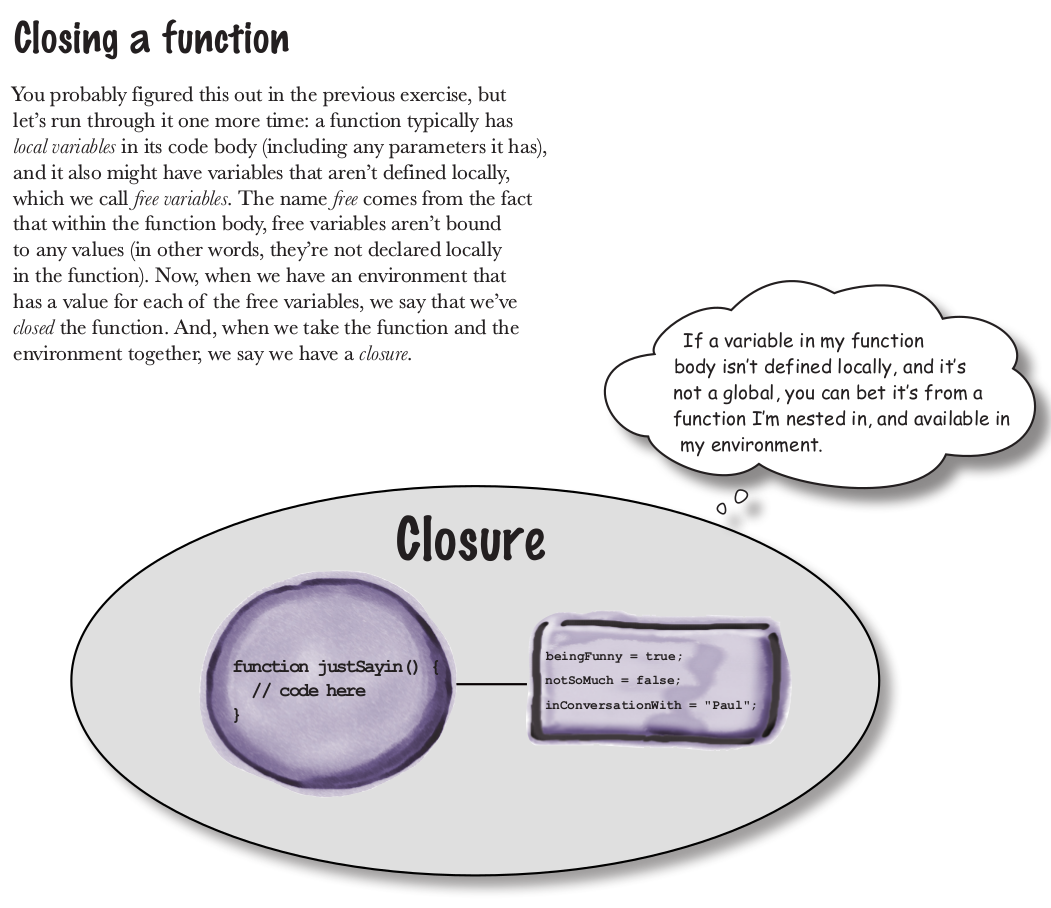 Closing a function
You probably figured this out in the previous exercise, but
let’s run through it one more time: a function typically has
local variables in its code body (including any parameters it has),
and it also might have variables that aren’t defined locally,
which we call free variables. The name free comes from the fact
that within the function body, free variables aren’t bound
to any values (in other words, they’re not declared locally
in the function). Now, when we have an environment that
has a value for each of the free variables, we say that we’ve
closed the function. And, when we take the function and the
environment together, we say we have a closure.
If a variable in my function
body isn’t defined locally, and it’s
not a global, you can bet it’s from a
function I’m nested in, and available in
my environment.
Closure
function justSayin() {
// code here
}
beingFunny = true;
notSoMuch = false;
inConversationWith = "Paul";